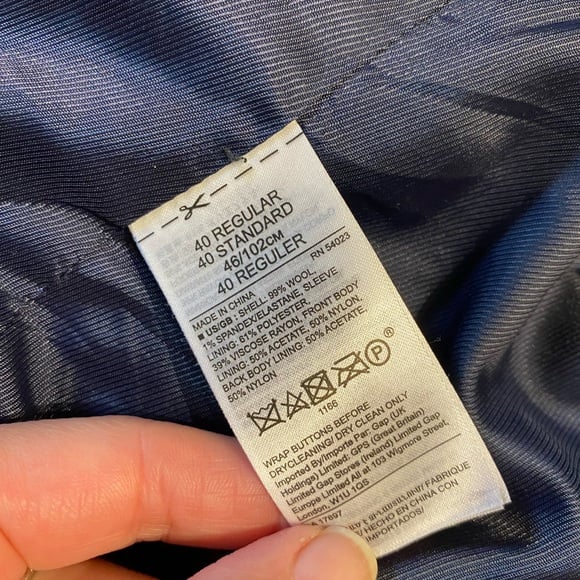 40 REGULAR
40 STANDARD
46/102CM
40 REGULER
RN 54023
MADE IN CHINA
■ US/GB: SHELL: 99% WOOL,
1% SPANDEX/ELASTANE, SLEEVE
LINING: 61% POLYESTER,
39% VISCOSE RAYON, FRONT BODY
LINING: 50% ACETATE, 50% NYLON,
BACK BODY LINING: 50% ACETATE,
50% NYLON
P
1166
WRAP BUTTONS BEFORE
DRYCLEANING/ DRY CLEAN ONLY
Imported By/Importe Par: Gap (UK
Holdings) Limited: GPS (Great Britain)
Limited Gap Stores (Ireland) Limited Gap
Europe Limited All at 103 Wigmore Street,
London, W1U 1QS
17697
FABRIQUE
/ HECHO EN CHINA CON
IMPORTADOS/